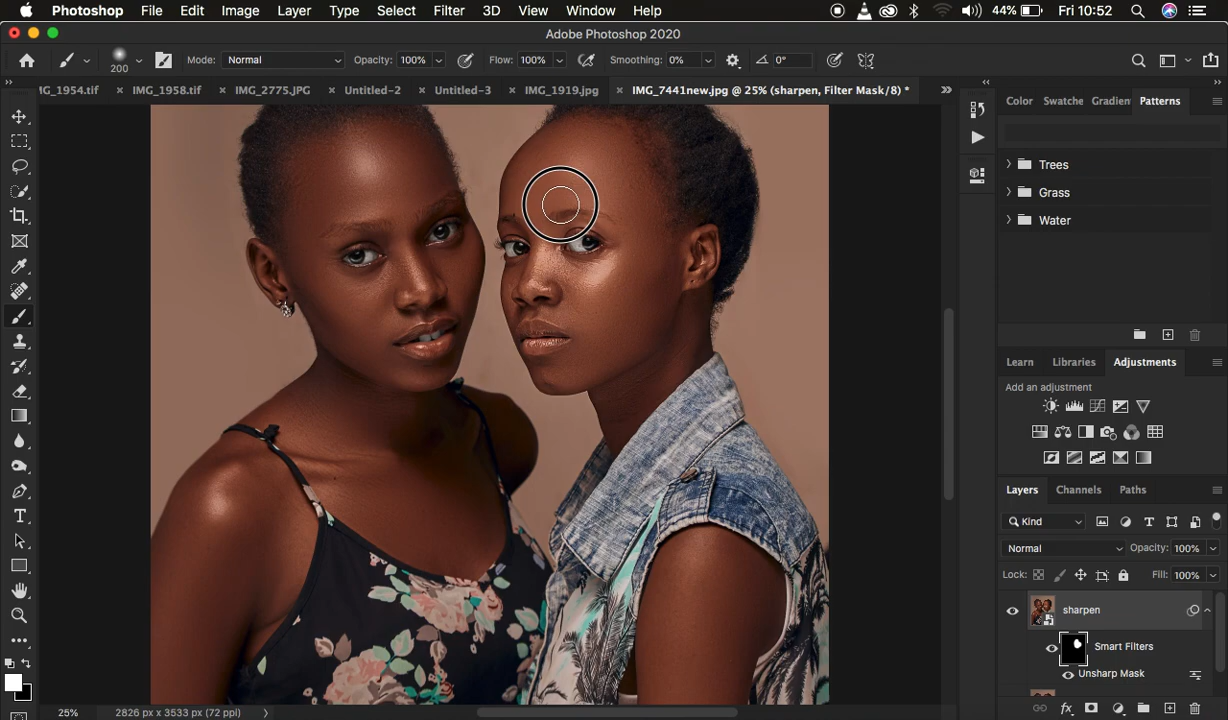 Photoshop File Edit Image Layer Type Select Filter 3D View Window Help 44% Fri 10:52
Adobe Photoshop 2020
200 Mode: Normal Opacity: 100% Flow: 100% Smoothing: 0% 0°
IMG_1954.tif IMG_1958.tif IMG_2775.JPG Untitled-2 Untitled-3 IMG_1919.jpg IMG_7441new.jpg @ 25% (sharpen, Filter Mask/8) *
Color Swatche Gradien Patterns
Trees
Grass
Water
Learn Libraries Adjustments
Add an adjustment
Layers Channels Paths
Kind
Normal Opacity: 100%
Lock: Fill: 100%
sharpen
Smart Filters
Unsharp Mask
25% 2826 px x 3533 px (72 ppi)